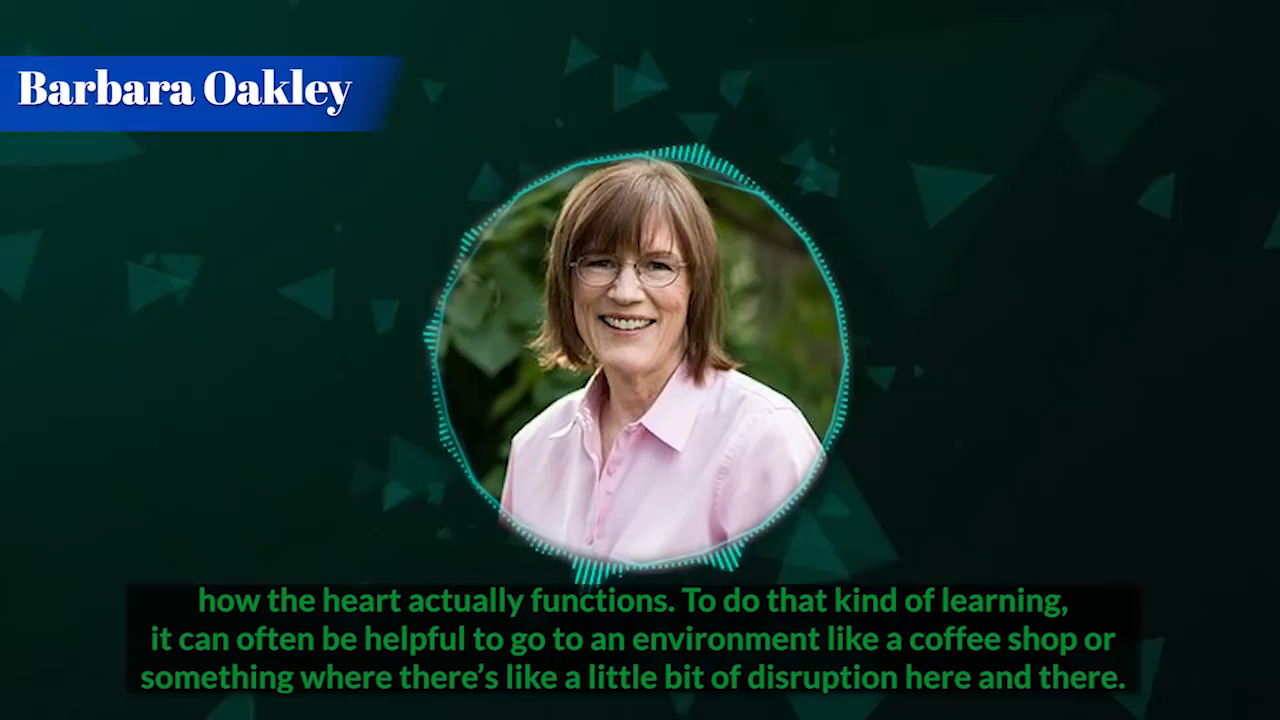 Barbara Oakley
how the heart actually functions. To do that kind of learning,
it can often be helpful to go to an environment like a coffee shop or
something where there’s like a little bit of disruption here and there.